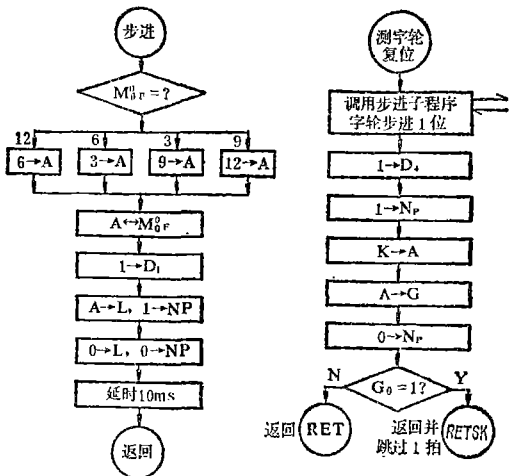 步进
M⁰₀F=?
12
6
3
9
6→A
3→A
9→A
12→A
A↔M⁰₀F
1→D₁
A→L, 1→NP
0→L, 0→NP
延时10ms
返回
测字轮
复位
调用步进子程序
字轮步进1位
1→D₄
1→Nₚ
K→A
A→G
0→Nₚ
N
G₀=1?
Y
返回
RET
返回并
跳过1拍
RETSK